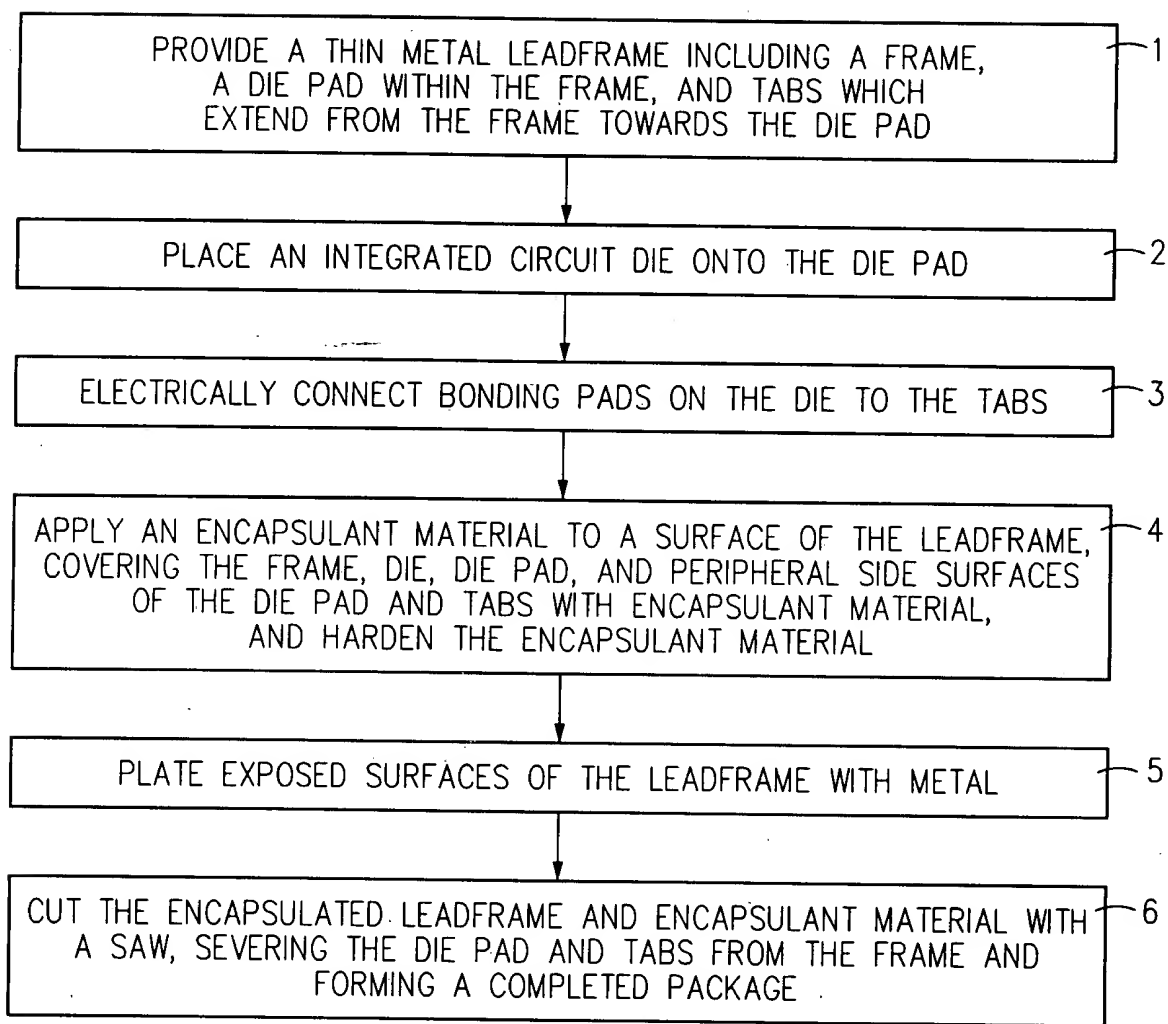 PROVIDE A THIN METAL LEADFRAME INCLUDING A FRAME,
A DIE PAD WITHIN THE FRAME, AND TABS WHICH
EXTEND FROM THE FRAME TOWARDS THE DIE PAD
1
PLACE AN INTEGRATED CIRCUIT DIE ONTO THE DIE PAD
2
ELECTRICALLY CONNECT BONDING PADS ON THE DIE TO THE TABS
3
APPLY AN ENCAPSULANT MATERIAL TO A SURFACE OF THE LEADFRAME,
COVERING THE FRAME, DIE, DIE PAD, AND PERIPHERAL SIDE SURFACES
OF THE DIE PAD AND TABS WITH ENCAPSULANT MATERIAL,
AND HARDEN THE ENCAPSULANT MATERIAL
4
PLATE EXPOSED SURFACES OF THE LEADFRAME WITH METAL
5
CUT THE ENCAPSULATED LEADFRAME AND ENCAPSULANT MATERIAL WITH
A SAW, SEVERING THE DIE PAD AND TABS FROM THE FRAME AND
FORMING A COMPLETED PACKAGE
6